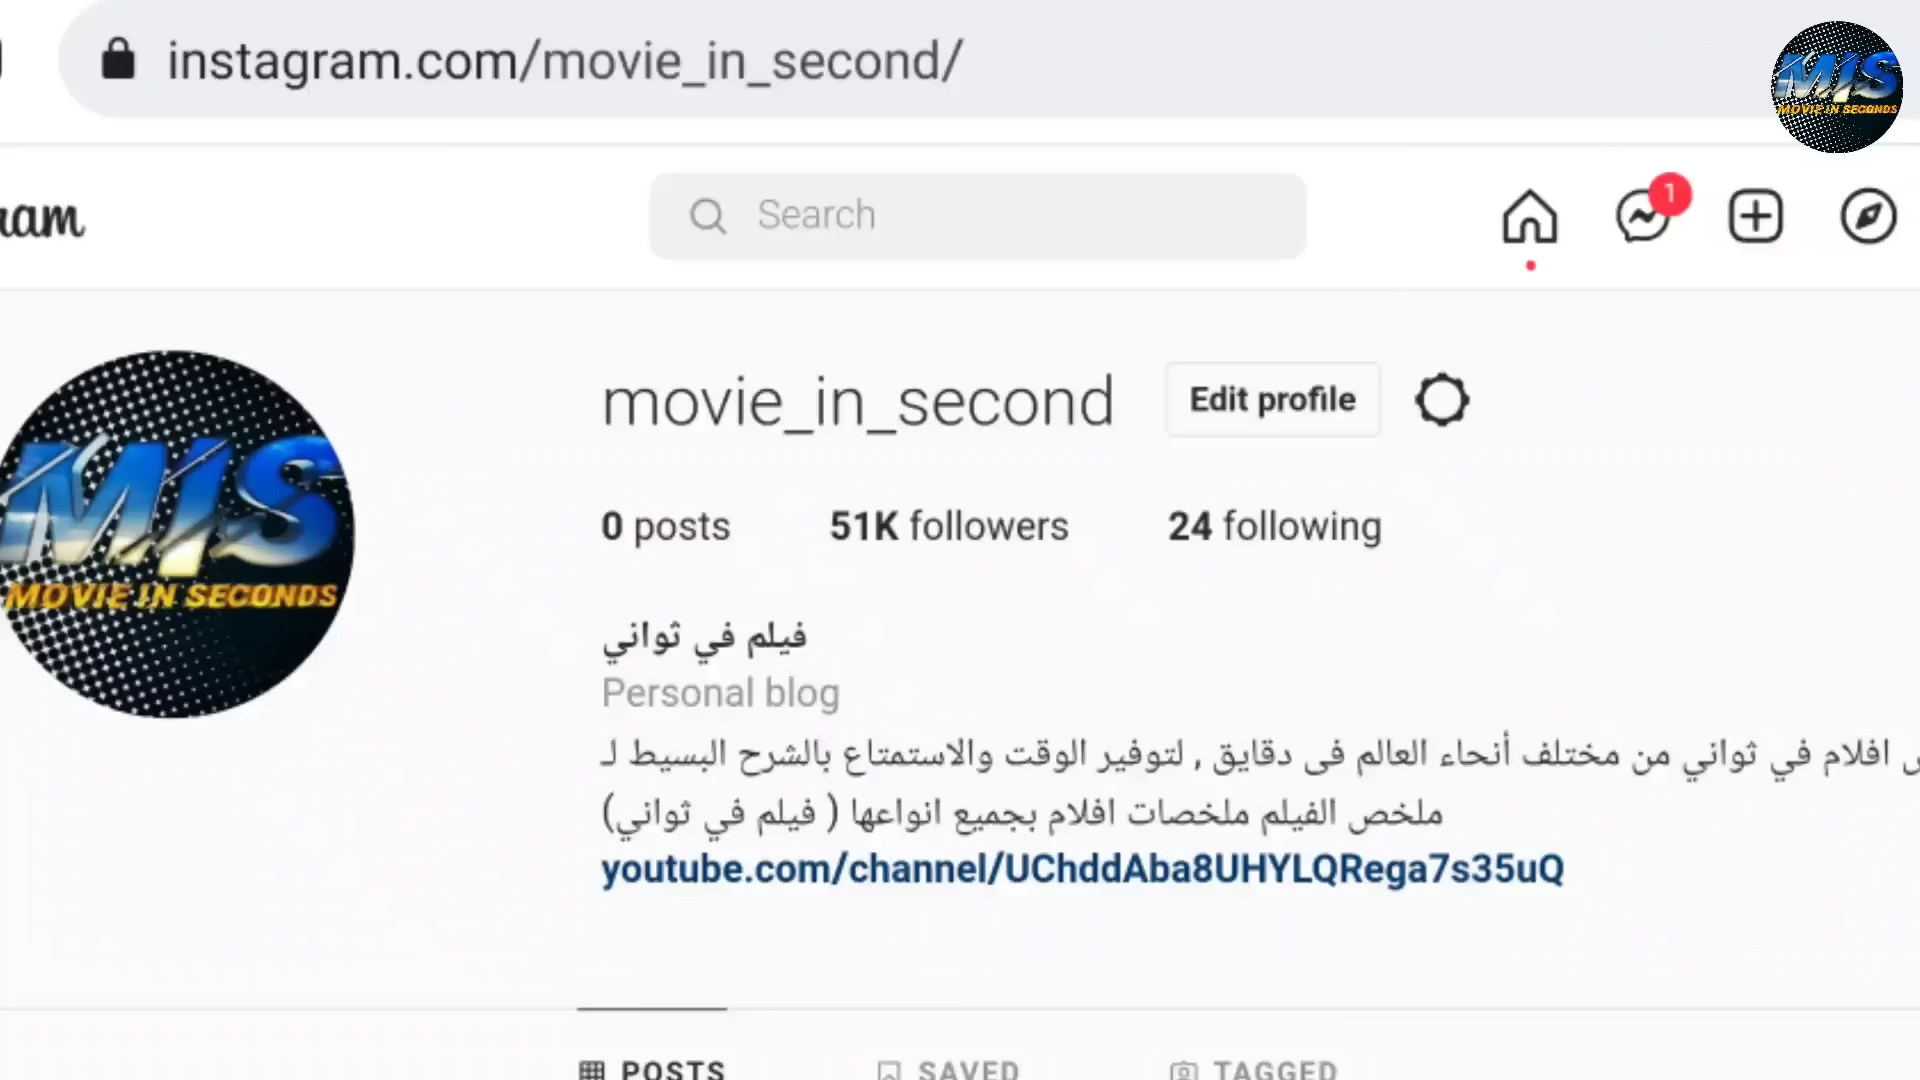 instagram.com/movie_in_second/
MIS
MOVIE IN SECONDS
Search
1
movie_in_second
Edit profile
0 posts
51K followers
24 following
MIS
MOVIE IN SECONDS
فيلم في ثواني
Personal blog
افلام في ثواني من مختلف أنحاء العالم فى دقايق , لتوفير الوقت والاستمتاع بالشرح البسيط لـ
ملخص الفيلم ملخصات افلام بجميع انواعها ( فيلم في ثواني)
youtube.com/channel/UChddAba8UHYLQRega7s35uQ
POSTS
SAVED
TAGGED